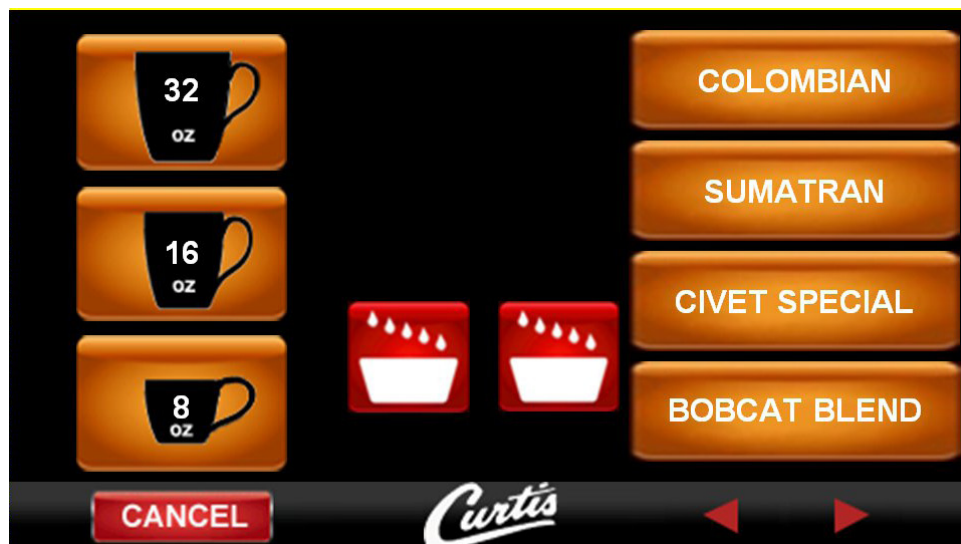 32
oz
16
oz
8
oz
COLOMBIAN
SUMATRAN
CIVET SPECIAL
BOBCAT BLEND
CANCEL
Curtis